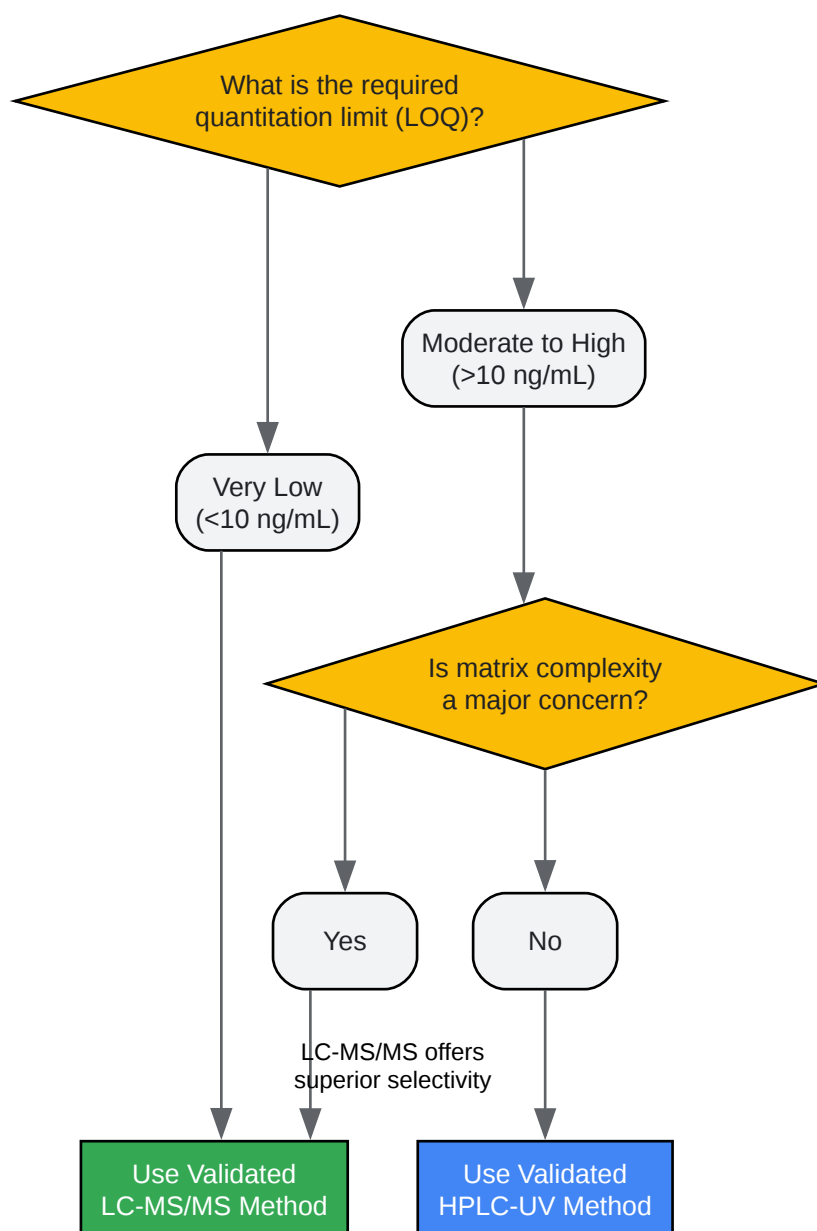 What is the required
quantitation limit (LOQ)?
Moderate to High
(>10 ng/mL)
Very Low
(<10 ng/mL)
Is matrix complexity
a major concern?
Yes
No
LC-MS/MS offers
superior selectivity
Use Validated
LC-MS/MS Method
Use Validated
HPLC-UV Method